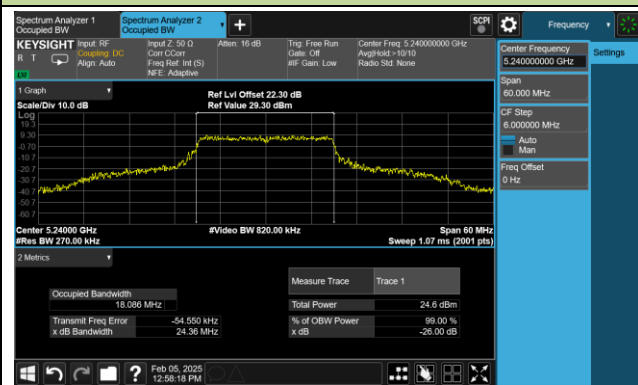 Spectrum Analyzer 1
Occupied BW
Spectrum Analyzer 2
Occupied BW
SCPI
Frequency
KEYSIGHT
R T
Input: RF
Coupling: DC
Align: Auto
Input Z: 50 Ω
Corr CCorr
Freq Ref: Int (S)
NFE: Adaptive
Atten: 16 dB
Trig: Free Run
Gate: Off
#IF Gain: Low
Center Freq: 5.240000000 GHz
Avg|Hold:>10/10
Radio Std: None
Center Frequency
5.240000000 GHz
Settings
Span
60.000 MHz
CF Step
6.000000 MHz
Auto
Man
Freq Offset
0 Hz
1 Graph
Scale/Div 10.0 dB
Ref Lvl Offset 22.30 dB
Ref Value 29.30 dBm
Log
19.3
9.30
-0.70
-10.7
-20.7
-30.7
-40.7
-50.7
-60.7
Center 5.24000 GHz
#Video BW 820.00 kHz
Span 60 MHz
#Res BW 270.00 kHz
Sweep 1.07 ms (2001 pts)
2 Metrics
Occupied Bandwidth
18.086 MHz
Transmit Freq Error -54.550 kHz
x dB Bandwidth 24.36 MHz
Measure Trace Trace 1
Total Power 24.6 dBm
% of OBW Power 99.00 %
x dB -26.00 dB
?
Feb 05, 2025
12:58:18 PM